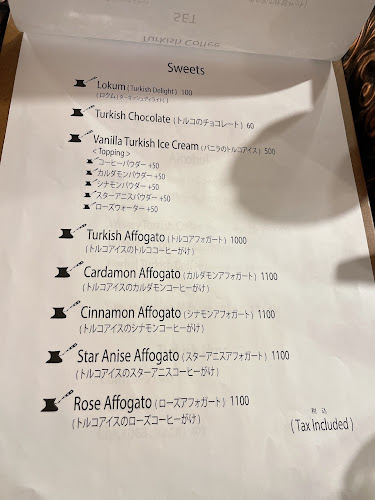 SET
Turkish Coffee
Sweets
Lokum (Turkish Delight) 100
Turkish Chocolate (トルコのチョコレート) 60
Vanilla Turkish Ice Cream (バニラのトルコアイス) 500
< Topping >
コーヒーパウダー +50
カルダモンパウダー +50
シナモンパウダー +50
スターアニスパウダー +50
ローズウォーター +50
Turkish Affogato (トルコアフォガート) 1000
(トルコアイスのトルココーヒーがけ)
Cardamon Affogato (カルダモンアフォガート) 1100
(トルコアイスのカルダモンコーヒーがけ)
Cinnamon Affogato (シナモンアフォガート) 1100
(トルコアイスのシナモンコーヒーがけ)
Star Anise Affogato (スターアニスアフォガート) 1100
(トルコアイスのスターアニスコーヒーがけ)
Rose Affogato (ローズアフォガート) 1100
(トルコアイスのローズコーヒーがけ)
税 込
(Tax included)